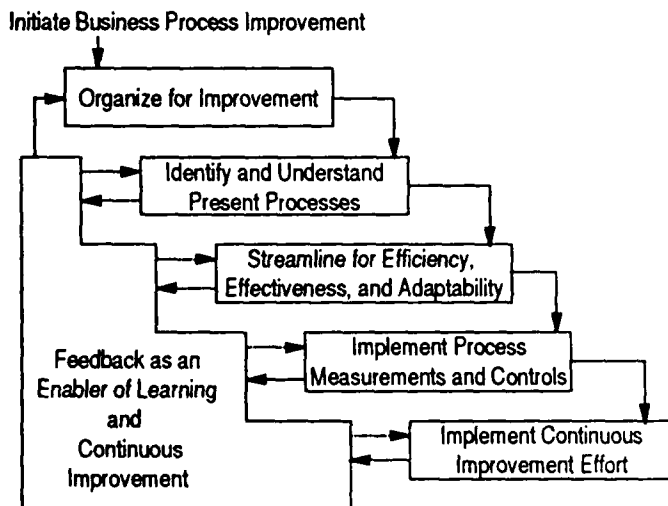 Initiate Business Process Improvement
Organize for Improvement
Identify and Understand
Present Processes
Streamline for Efficiency,
Effectiveness, and Adaptability
Implement Process
Measurements and Controls
Implement Continuous
Improvement Effort
Feedback as an
Enabler of Learning
and
Continuous
Improvement